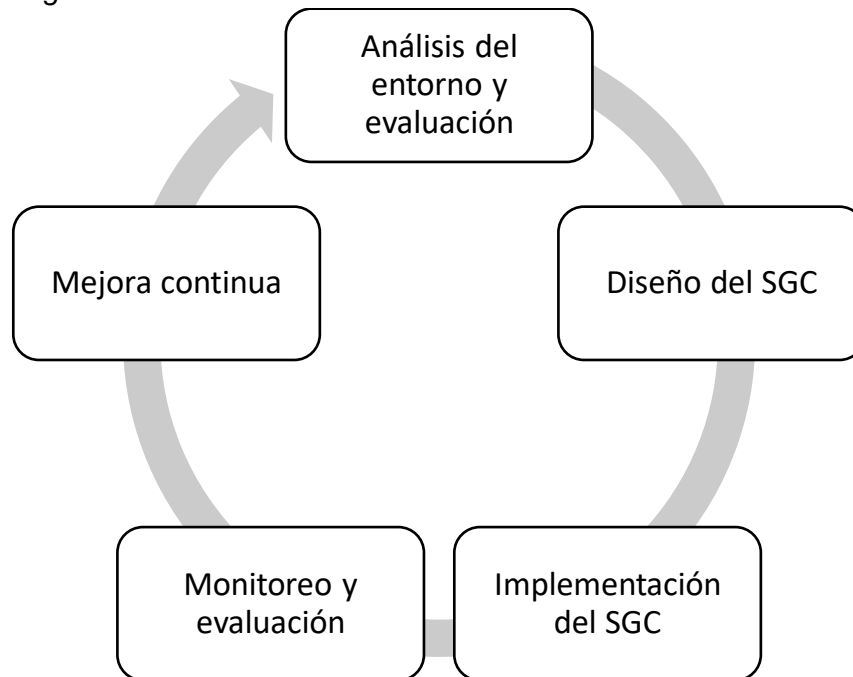 Análisis del
entorno y
evaluación
Diseño del SGC
Implementación
del SGC
Monitoreo y
evaluación
Mejora continua